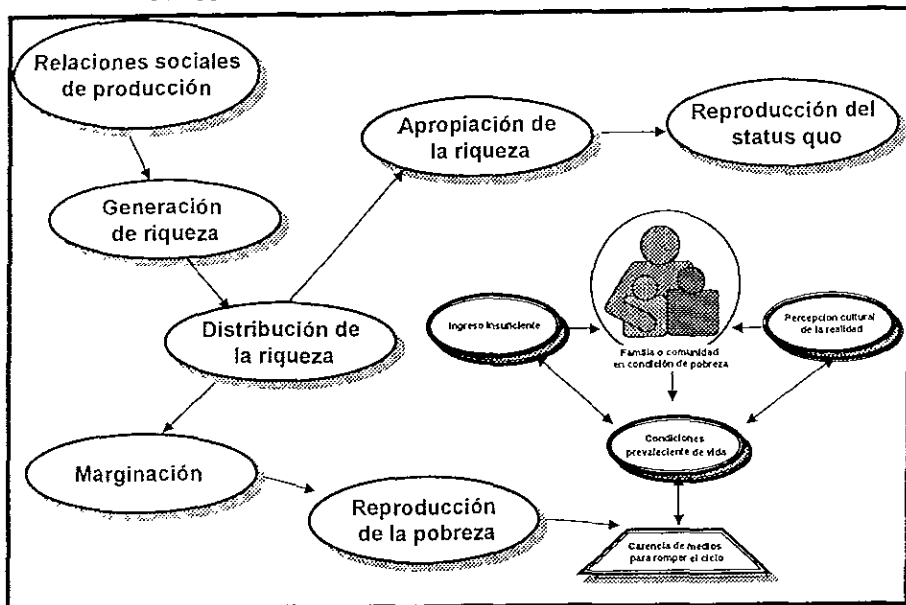 Relaciones sociales
de producción
Apropiación de
la riqueza
Reproducción del
status quo
Generación
de riqueza
Distribución de
la riqueza
Ingreso Insuficiente
Percepcion cultural
de la realidad
Familia o comunidad
en condición de pobreza
Condiciones
prevaleciente de vida
Marginación
Reproducción
de la pobreza
Carencia de medios
para romper el ciclo